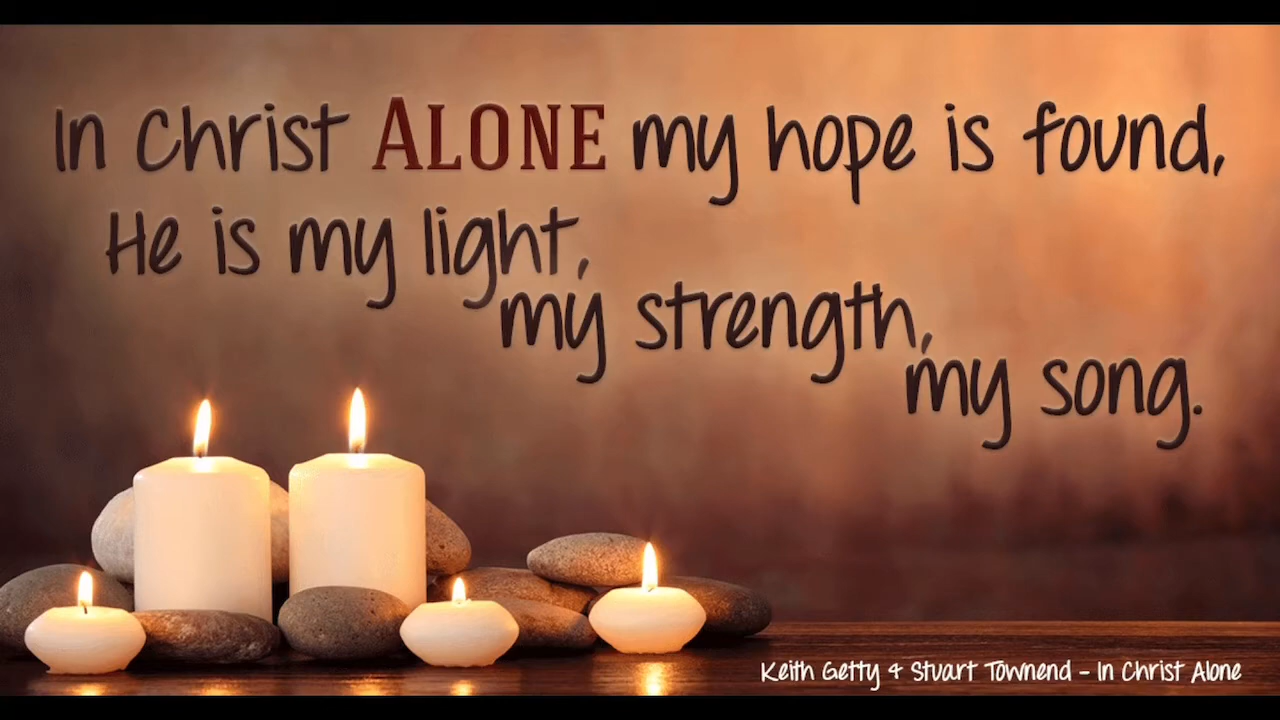 In Christ ALONE my hope is found,
He is my light,
my strength,
my song.
Keith Getty & Stuart Townend - In Christ Alone